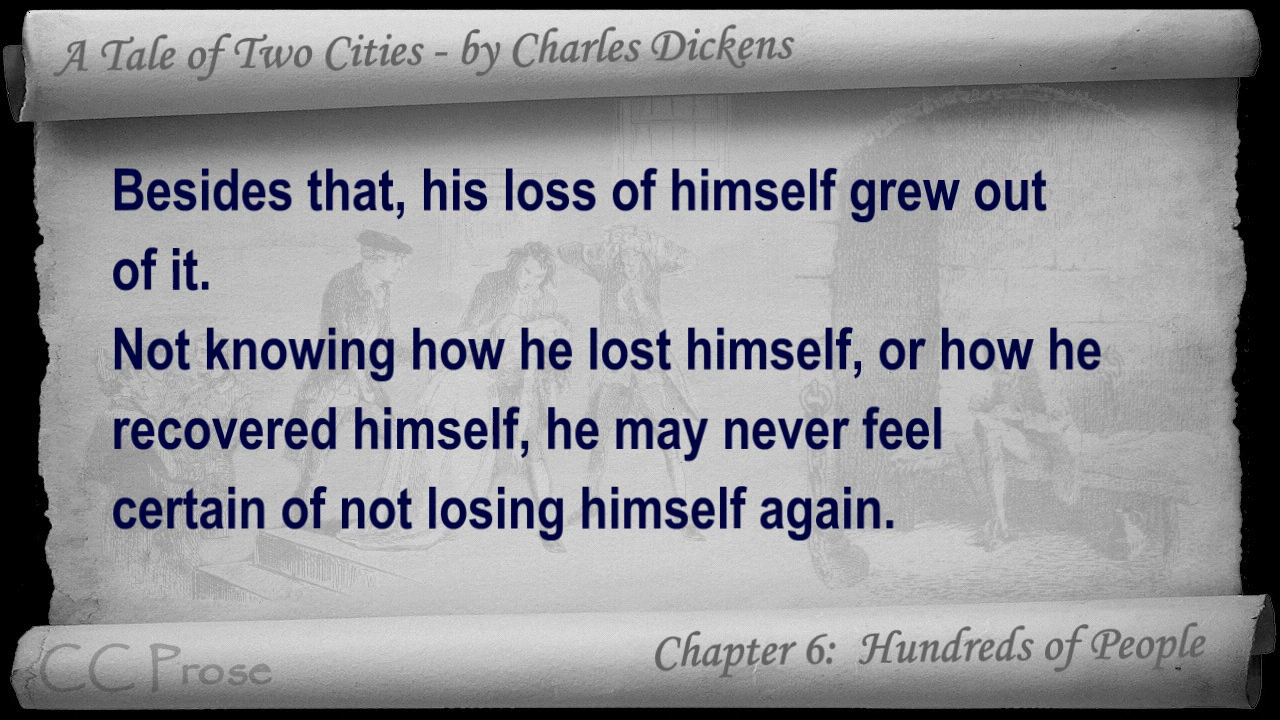 A Tale of Two Cities - by Charles Dickens
Besides that, his loss of himself grew out
of it.
Not knowing how he lost himself, or how he
recovered himself, he may never feel
certain of not losing himself again.
Chapter 6: Hundreds of People
CC Prose